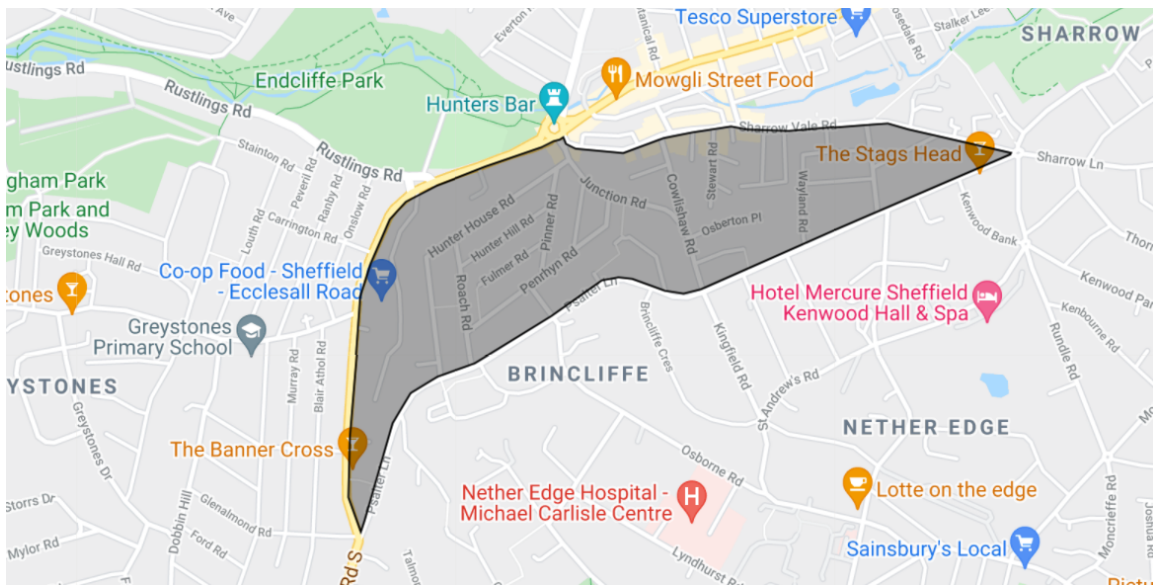 Tesco Superstore
SHARROW
Rustlings Rd
Endcliffe Park
Everton Rd
Hunters Bar
Mowgli Street Food
Rustlings Rd
Sharrow Vale Rd
The Stags Head
Sharrow Ln
Stainton Rd
Peveril Rd
Ranby Rd
Onslow Rd
Rustlings Rd
Louth Rd
Carrington Rd
gham Park
m Park and
ey Woods
Greystones Hall Rd
Junction Rd
Cowlishaw Rd
Stewart Rd
Osberton Pl
Wayland Rd
Hunter House Rd
Hunter Hill Rd
Pinner Rd
Fulmer Rd
Penrhyn Rd
Roach Rd
Psalter Ln
Kenwood Bank
Co-op Food - Sheffield
- Ecclesall Road
tones
Greystones
Primary School
Hotel Mercure Sheffield
Kenwood Hall & Spa
Kenwood Park
Kenbourne Rd
Rundle Rd
Brincliffe Cres
Kingfield Rd
St Andrew's Rd
Murray Rd
Blair Athol Rd
YSTONES
BRINCLIFFE
NETHER EDGE
Greystones Dr
The Banner Cross
Psalter Ln
Osborne Rd
Nether Edge Hospital -
Michael Carlisle Centre
Lotte on the edge
Storrs Dr
Dobbin Hill
Glenalmond Rd
Ford Rd
Mylor Rd
Rd S
Lyndhurst Rd
Sainsbury's Local
Moncrieffe Rd